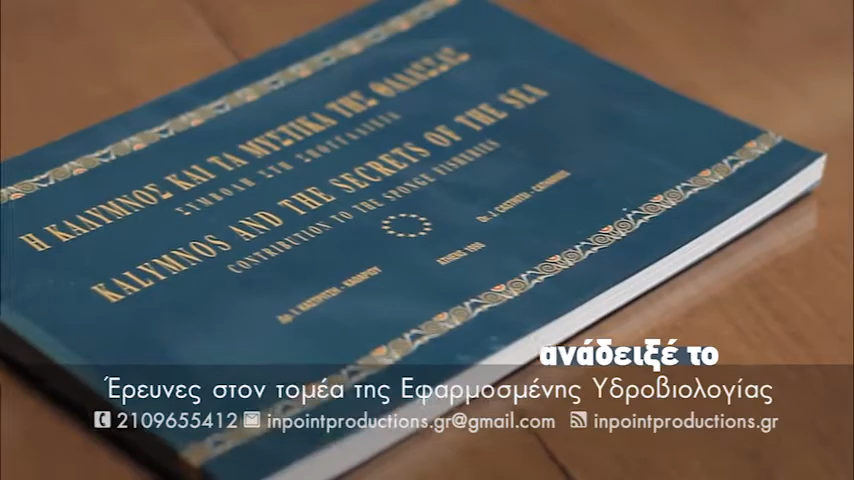 Η ΚΑΛΥΜΝΟΣ ΚΑΙ ΤΑ ΜΥΣΤΙΚΑ ΤΗΣ ΘΑΛΑΣΣΑΣ
ΣΥΜΒΟΛΗ ΣΤΗ ΣΠΟΓΓΑΛΙΕΙΑ
KALYMNOS AND THE SECRETS OF THE SEA
CONTRIBUTION TO THE SPONGE FISHERIES
ανάδειξέ το
Έρευνες στον τομέα της Εφαρμοσμένης Υδροβιολογίας
2109655412 inpointproductions.gr@gmail.com inpointproductions.gr